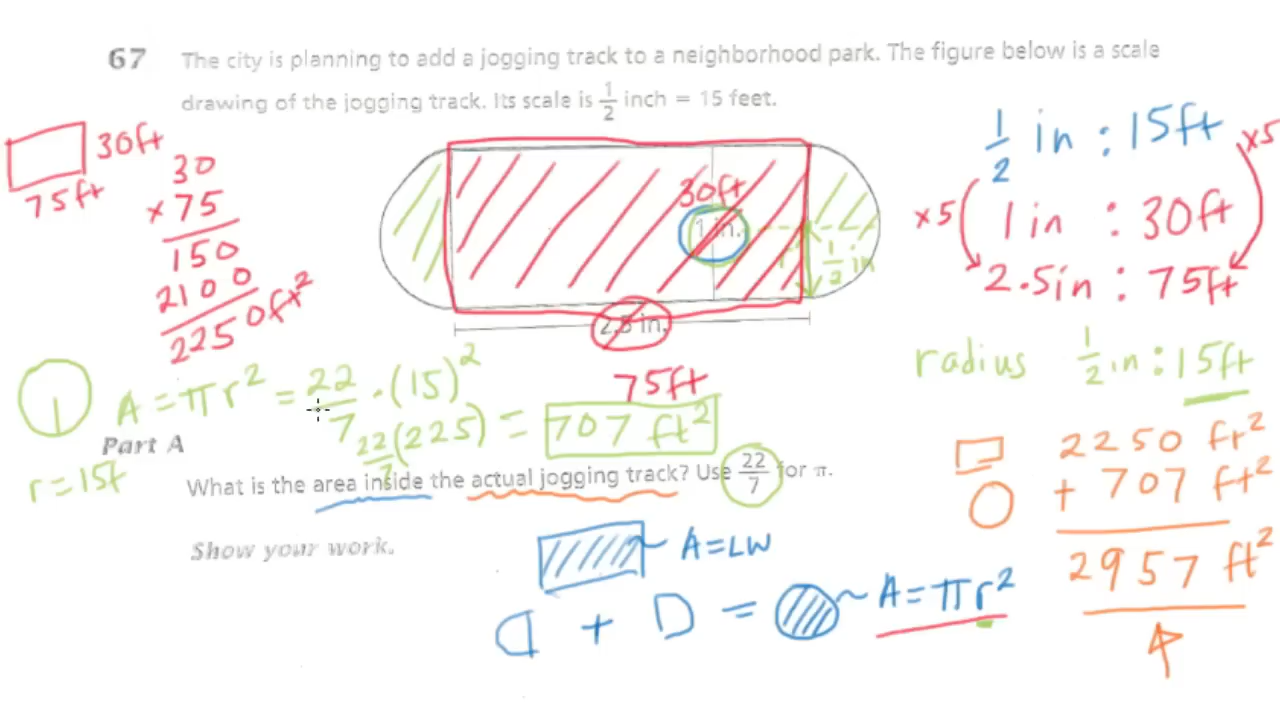 67 The city is planning to add a jogging track to a neighborhood park. The figure below is a scale
drawing of the jogging track. Its scale is 1/2 inch = 15 feet.
30ft
75ft
30
× 75
150
2100
2250ft²
30ft
1 in.
1/2 in
2.5 in.
75ft
1/2 in : 15ft
×5
×5
1 in : 30ft
2.5in : 75ft
radius 1/2 in : 15ft
A = πr² = 22/7 · (15)²
22/7(225) = 707 ft²
r=15ft
Part A
What is the area inside the actual jogging track? Use 22/7 for π.
Show your work.
A=LW
+ = A=πr²
2250 ft²
+ 707 ft²
2957 ft²